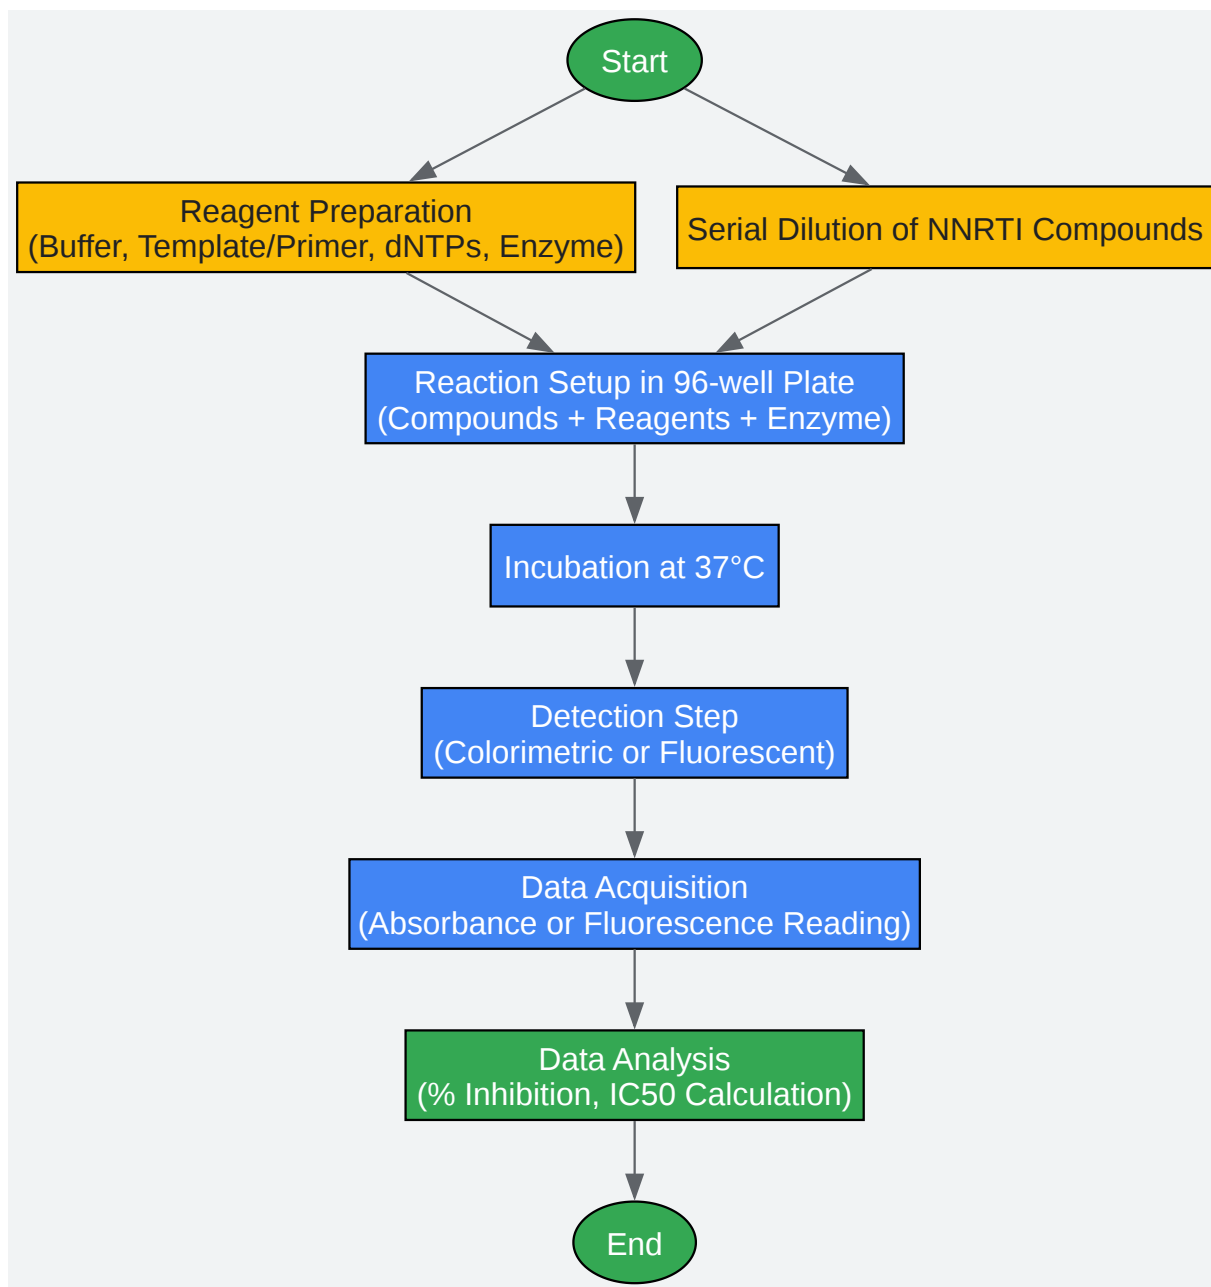 Start
Reagent Preparation
(Buffer, Template/Primer, dNTPs, Enzyme)
Serial Dilution of NNRTI Compounds
Reaction Setup in 96-well Plate
(Compounds + Reagents + Enzyme)
Incubation at 37°C
Detection Step
(Colorimetric or Fluorescent)
Data Acquisition
(Absorbance or Fluorescence Reading)
Data Analysis
(% Inhibition, IC50 Calculation)
End